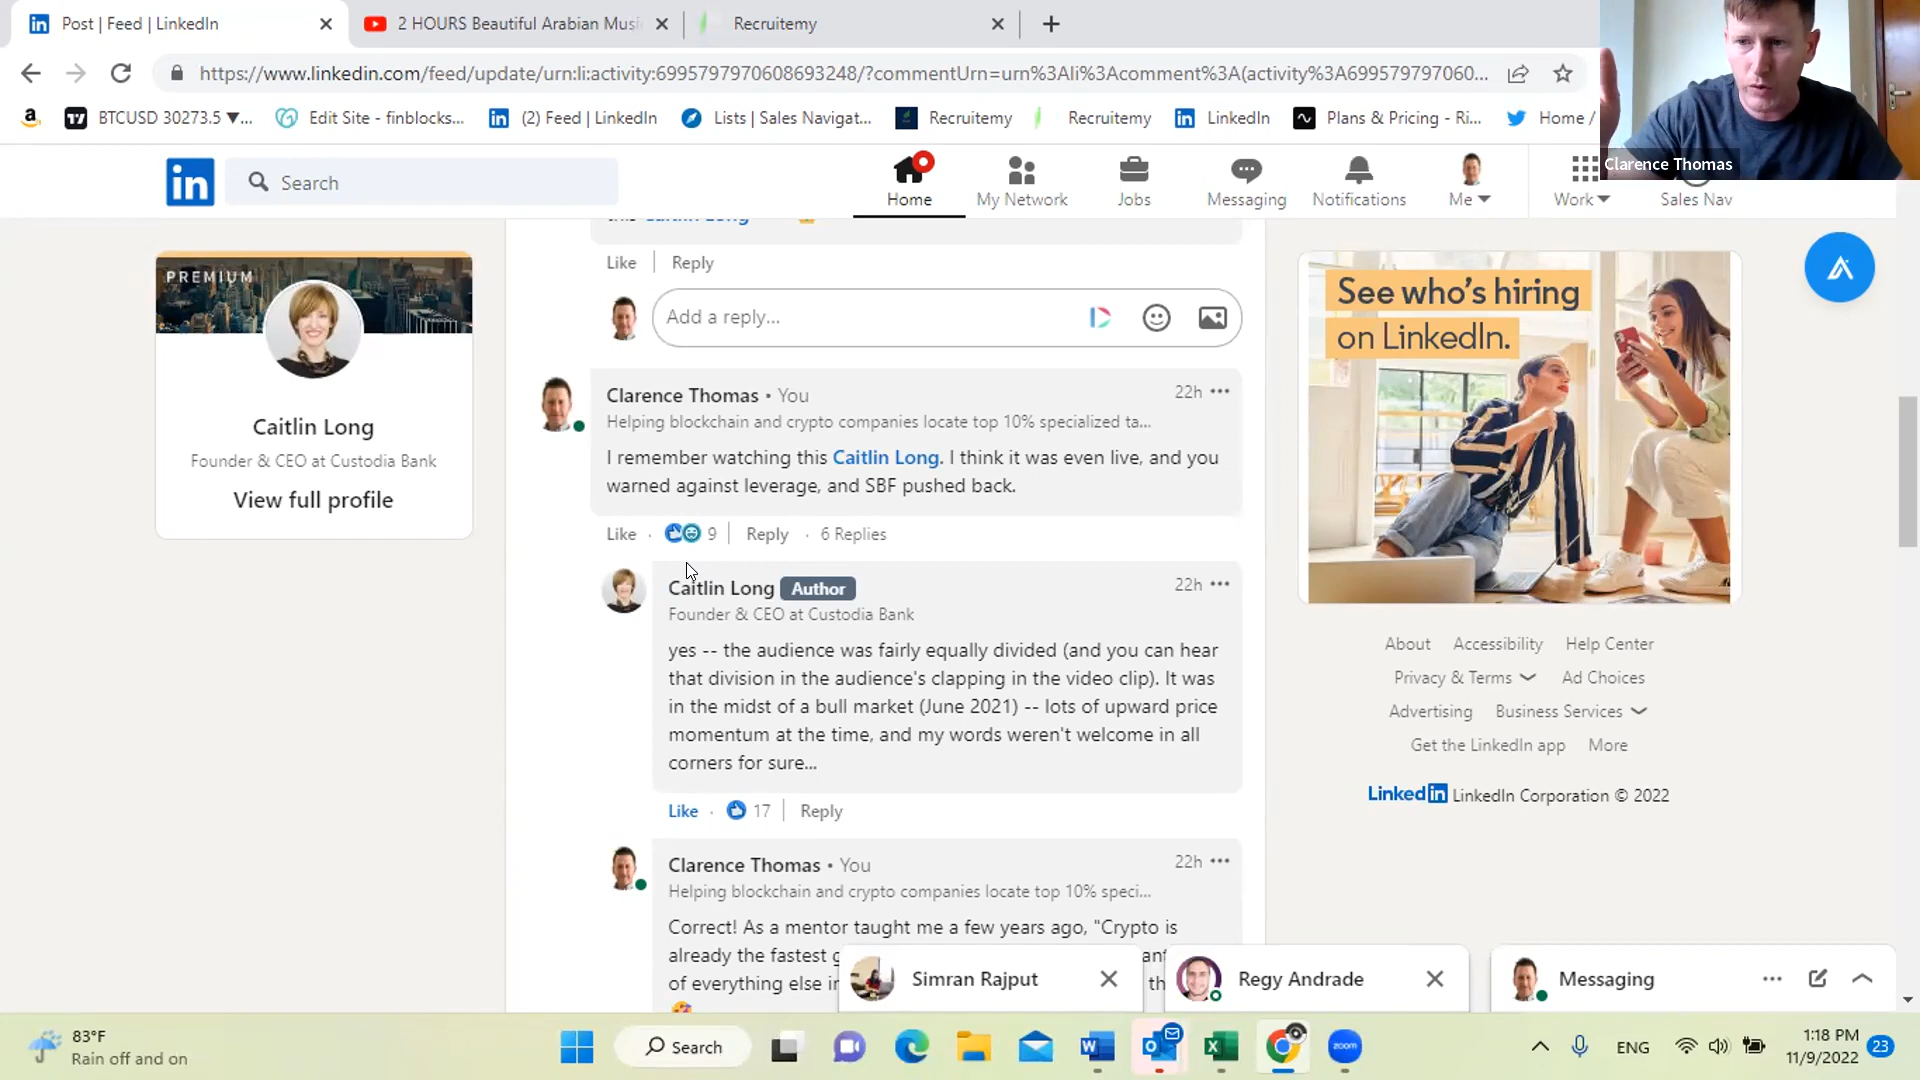 Post | Feed | LinkedIn
2 HOURS Beautiful Arabian Musi
Recruitemy
https://www.linkedin.com/feed/update/urn:li:activity:6995797970608693248/?commentUrn=urn%3Ali%3Acomment%3A(activity%3A699579797060...
BTCUSD 30273.5 ▼...
Edit Site - finblocks...
(2) Feed | LinkedIn
Lists | Sales Navigat...
Recruitemy
Recruitemy
LinkedIn
Plans & Pricing - Ri...
Home /
Clarence Thomas
Search
Home
My Network
Jobs
Messaging
Notifications
Me
Work
Sales Nav
PREMIUM
Caitlin Long
Founder & CEO at Custodia Bank
View full profile
Like
Reply
Add a reply...
Clarence Thomas • You
22h
Helping blockchain and crypto companies locate top 10% specialized ta...
I remember watching this Caitlin Long. I think it was even live, and you
warned against leverage, and SBF pushed back.
Like · 9 | Reply · 6 Replies
Caitlin Long Author
22h
Founder & CEO at Custodia Bank
yes -- the audience was fairly equally divided (and you can hear
that division in the audience's clapping in the video clip). It was
in the midst of a bull market (June 2021) -- lots of upward price
momentum at the time, and my words weren't welcome in all
corners for sure...
Like · 17 | Reply
Clarence Thomas • You
22h
Helping blockchain and crypto companies locate top 10% speci...
Correct! As a mentor taught me a few years ago, "Crypto is
already the fastest
of everything else
See who's hiring
on LinkedIn.
About Accessibility Help Center
Privacy & Terms Ad Choices
Advertising Business Services
Get the LinkedIn app More
LinkedIn LinkedIn Corporation © 2022
Simran Rajput
Regy Andrade
Messaging
83°F
Rain off and on
Search
zoom
ENG
1:18 PM
11/9/2022
23